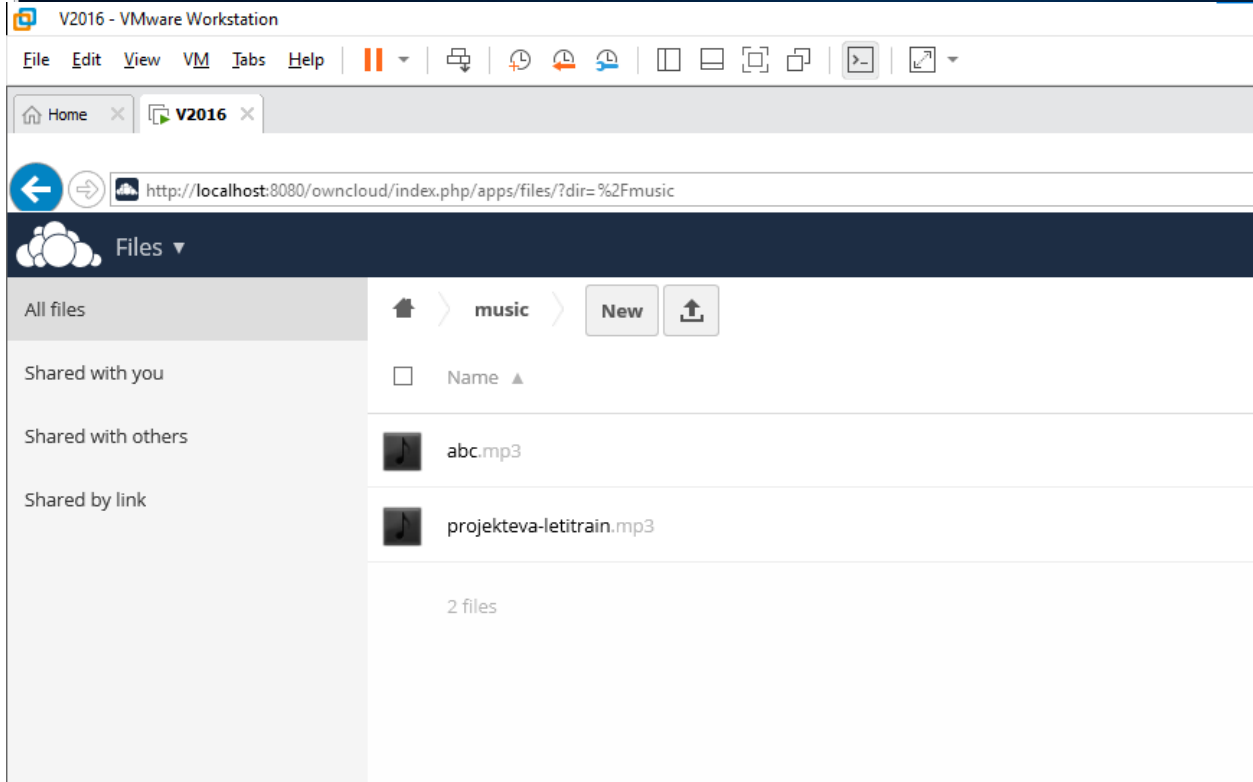 V2016 - VMware Workstation
File Edit View VM Tabs Help
Home V2016
http://localhost:8080/owncloud/index.php/apps/files/?dir=%2Fmusic
Files
All files
music New
Shared with you
Name
Shared with others
abc.mp3
Shared by link
projekteva-letitrain.mp3
2 files